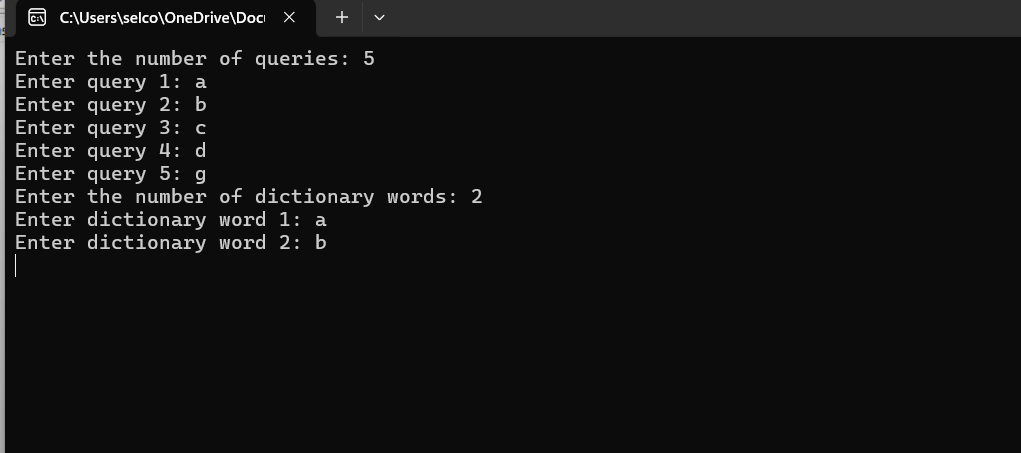 C:\Users\selco\OneDrive\Doc
Enter the number of queries: 5
Enter query 1: a
Enter query 2: b
Enter query 3: c
Enter query 4: d
Enter query 5: g
Enter the number of dictionary words: 2
Enter dictionary word 1: a
Enter dictionary word 2: b